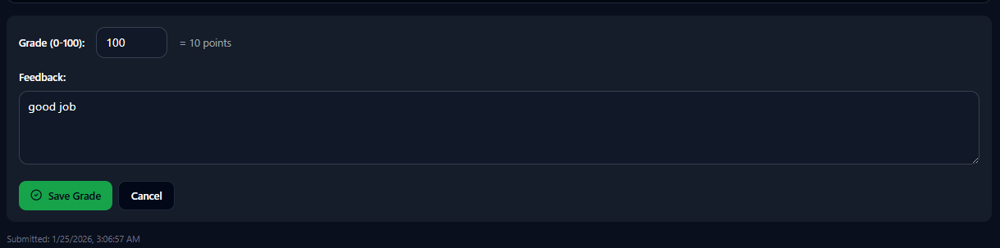 Grade (0-100): 100 = 10 points
Feedback:
good job
Save Grade Cancel
Submitted: 1/25/2026, 3:06:57 AM